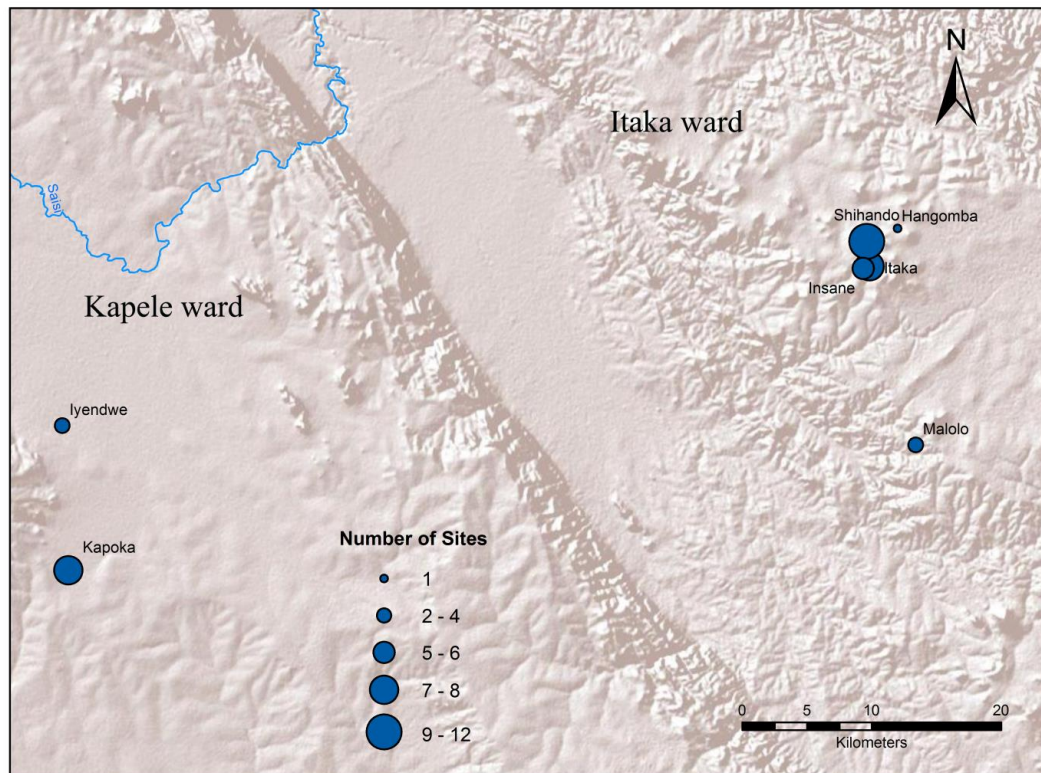 N
Itaka ward
Saisi
Shihando
Hangomba
Itaka
Insane
Kapele ward
Iyendwe
Malolo
Kapoka
Number of Sites
1
2 - 4
5 - 6
7 - 8
9 - 12
0 5 10 20
Kilometers